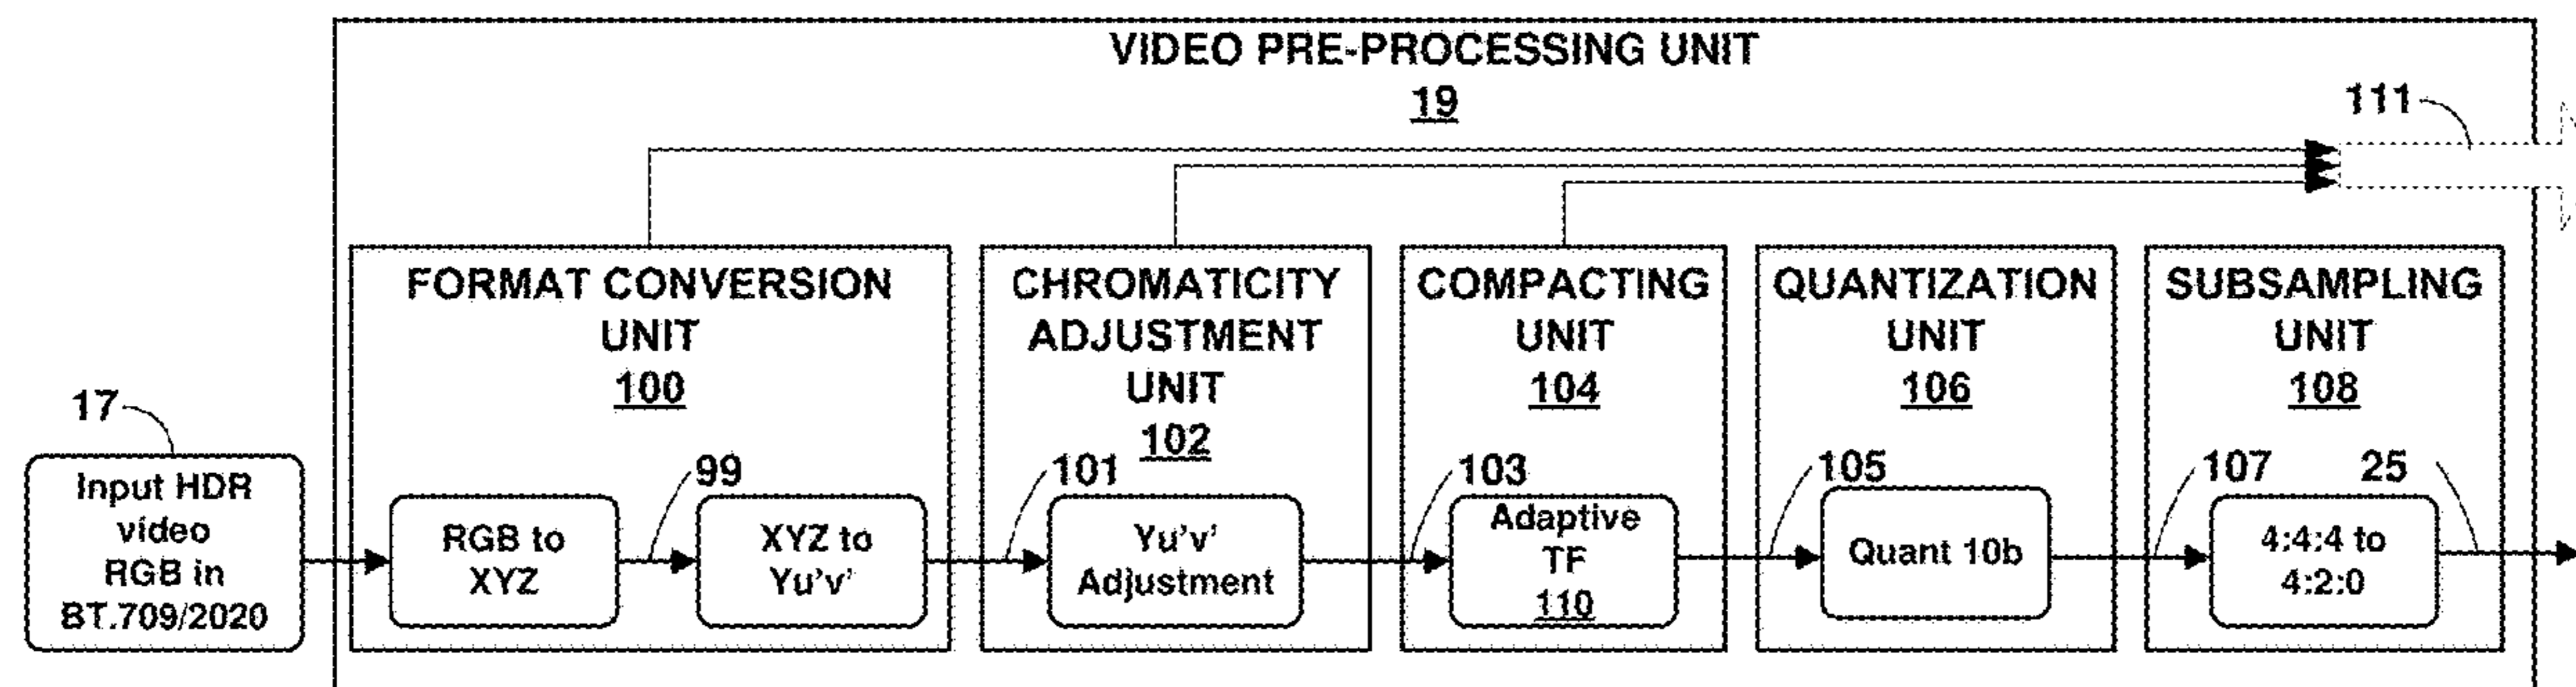 VIDEO PRE-PROCESSING UNIT
19
111
FORMAT CONVERSION
UNIT
100
CHROMATICITY
ADJUSTMENT
UNIT
102
COMPACTING
UNIT
104
QUANTIZATION
UNIT
106
SUBSAMPLING
UNIT
108
17
Input HDR
video
RGB in
BT.709/2020
RGB to
XYZ
99
XYZ to
Yu'v'
101
Yu'v'
Adjustment
103
Adaptive
TF
110
105
Quant 10b
107
4:4:4 to
4:2:0
25